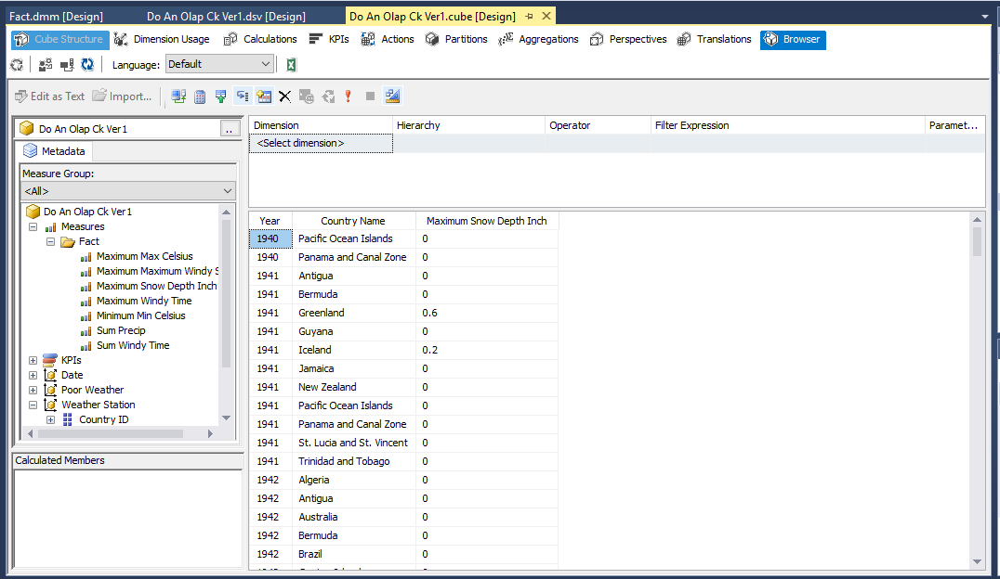 Fact.dmm [Design] Do An Olap Ck Ver1.dsv [Design] Do An Olap Ck Ver1.cube [Design]
Cube Structure Dimension Usage Calculations KPIs Actions Partitions Aggregations Perspectives Translations Browser
Language: Default
Edit as Text Import...
Do An Olap Ck Ver1 ..
Metadata
Measure Group:
<All>
Do An Olap Ck Ver1
Measures
Fact
Maximum Max Celsius
Maximum Maximum Windy S
Maximum Snow Depth Inch
Maximum Windy Time
Minimum Min Celsius
Sum Precip
Sum Windy Time
KPIs
Date
Poor Weather
Weather Station
Country ID
Calculated Members
Dimension Hierarchy Operator Filter Expression Paramet...
<Select dimension>
Year Country Name Maximum Snow Depth Inch
1940 Pacific Ocean Islands 0
1940 Panama and Canal Zone 0
1941 Antigua 0
1941 Bermuda 0
1941 Greenland 0.6
1941 Guyana 0
1941 Iceland 0.2
1941 Jamaica 0
1941 New Zealand 0
1941 Pacific Ocean Islands 0
1941 Panama and Canal Zone 0
1941 St. Lucia and St. Vincent 0
1941 Trinidad and Tobago 0
1942 Algeria 0
1942 Antigua 0
1942 Australia 0
1942 Bermuda 0
1942 Brazil 0